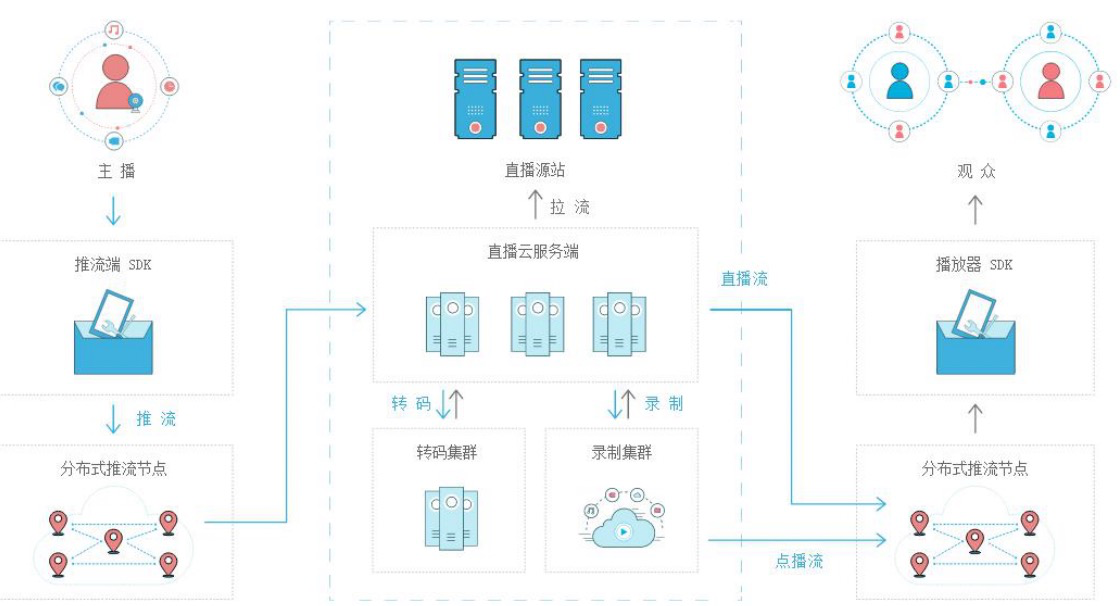 主 播
推流端 SDK
推 流
分布式推流节点
直播源站
拉 流
直播云服务端
转 码
录 制
转码集群
录制集群
直播流
点播流
观 众
播放器 SDK
分布式推流节点